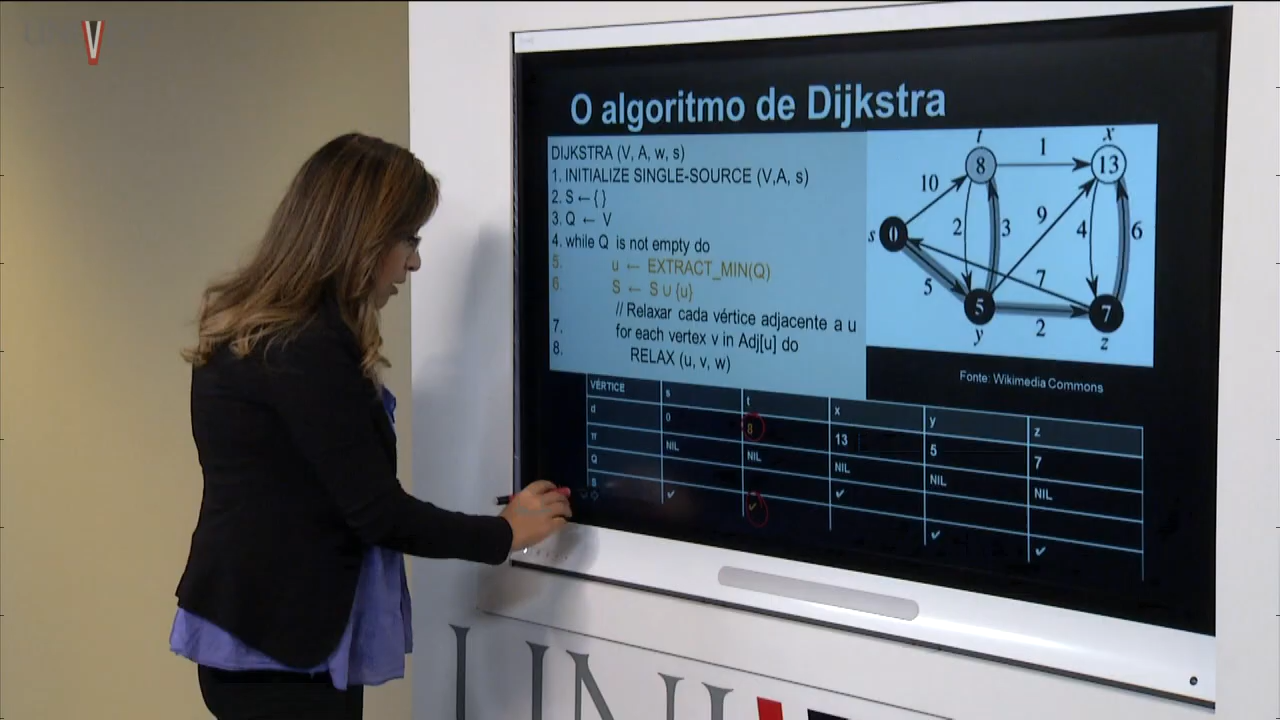 O algoritmo de Dijkstra
DIJKSTRA (V, A, w, s)
1. INITIALIZE SINGLE-SOURCE (V,A, s)
2. S ← { }
3. Q ← V
4. while Q is not empty do
5. u ← EXTRACT_MIN(Q)
6. S ← S ∪ {u}
// Relaxar cada vértice adjacente a u
7. for each vertex v in Adj[u] do
8. RELAX (u, v, w)
t x
8 1 13
10
2 3 9 4 6
s 0
5 7
5 2 7
y z
Fonte: Wikimedia Commons
VÉRTICE s t x y z
d 0 8 13 5 7
π NIL NIL NIL NIL NIL
Q ✓ ✓
S ✓ ✓ ✓
UNIV